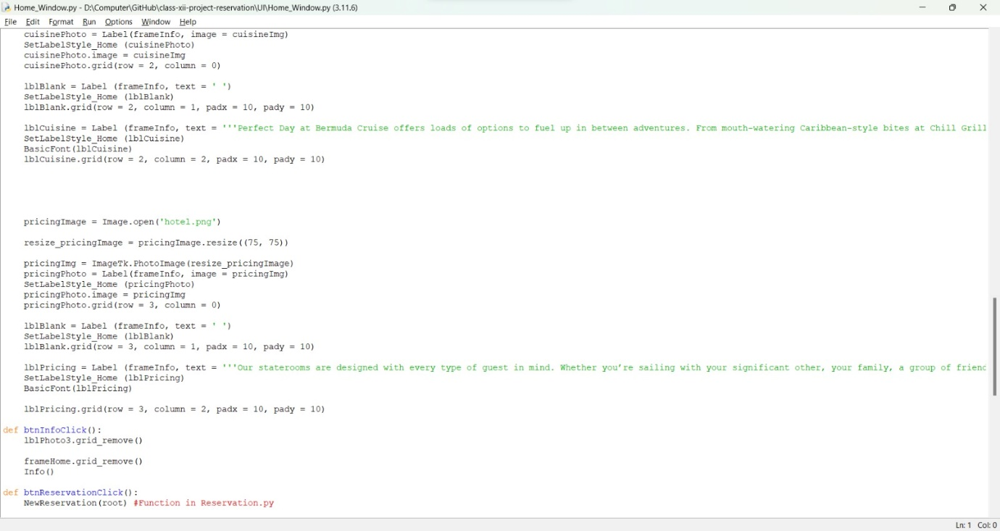 Home_Window.py - D:\Computer\GitHub\class-xii-project-reservation\UI\Home_Window.py (3.11.6)
File Edit Format Run Options Window Help
cuisinePhoto = Label(frameInfo, image = cuisineImg)
SetLabelStyle_Home (cuisinePhoto)
cuisinePhoto.image = cuisineImg
cuisinePhoto.grid(row = 2, column = 0)
lblBlank = Label (frameInfo, text = ' ')
SetLabelStyle_Home (lblBlank)
lblBlank.grid(row = 2, column = 1, padx = 10, pady = 10)
lblCuisine = Label (frameInfo, text = '''Perfect Day at Bermuda Cruise offers loads of options to fuel up in between adventures. From mouth-watering Caribbean-style bites at Chill Grill
SetLabelStyle_Home (lblCuisine)
BasicFont(lblCuisine)
lblCuisine.grid(row = 2, column = 2, padx = 10, pady = 10)
pricingImage = Image.open('hotel.png')
resize_pricingImage = pricingImage.resize((75, 75))
pricingImg = ImageTk.PhotoImage(resize_pricingImage)
pricingPhoto = Label(frameInfo, image = pricingImg)
SetLabelStyle_Home (pricingPhoto)
pricingPhoto.image = pricingImg
pricingPhoto.grid(row = 3, column = 0)
lblBlank = Label (frameInfo, text = ' ')
SetLabelStyle_Home (lblBlank)
lblBlank.grid(row = 3, column = 1, padx = 10, pady = 10)
lblPricing = Label (frameInfo, text = '''Our staterooms are designed with every type of guest in mind. Whether you're sailing with your significant other, your family, a group of frienc
SetLabelStyle_Home (lblPricing)
BasicFont(lblPricing)
lblPricing.grid(row = 3, column = 2, padx = 10, pady = 10)
def btnInfoClick():
lblPhoto3.grid_remove()
frameHome.grid_remove()
Info()
def btnReservationClick():
NewReservation(root) #Function in Reservation.py
Ln: 1 Col: 0